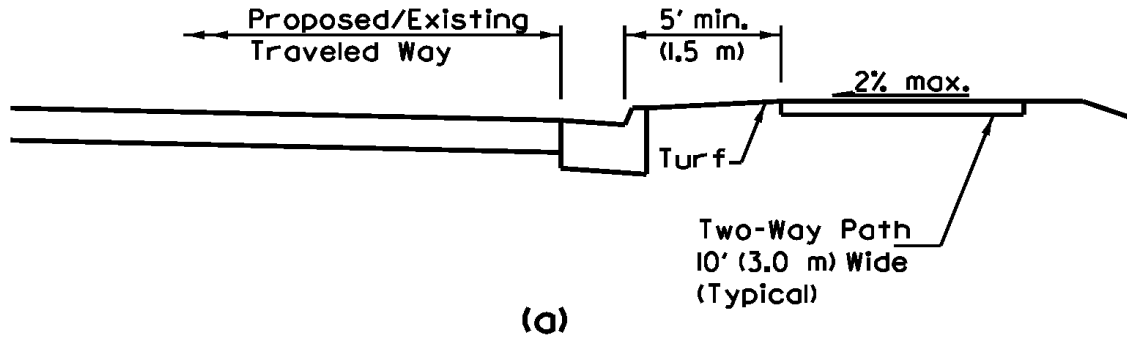 Proposed/Existing
Traveled Way
5' min.
(1.5 m)
2% max.
Turf
Two-Way Path
10' (3.0 m) Wide
(Typical)
(a)